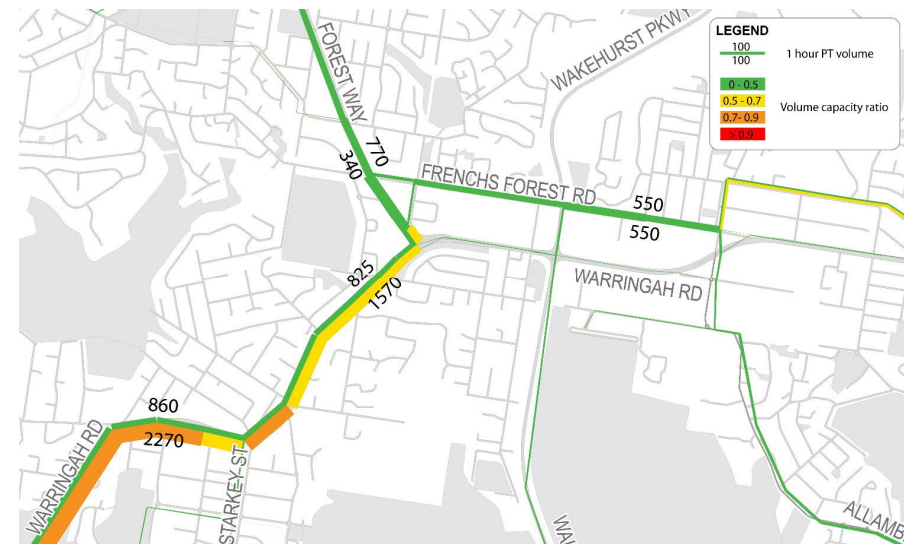 LEGEND
100
100
1 hour PT volume
0 - 0.5
0.5 - 0.7
0.7- 0.9
> 0.9
Volume capacity ratio
WAKEHURST PKWY
FOREST WAY
770
340
FRENCHS FOREST RD
550
550
825
1570
WARRINGAH RD
860
2270
WARRINGAH RD
STARKEY ST
WA
ALLAMB